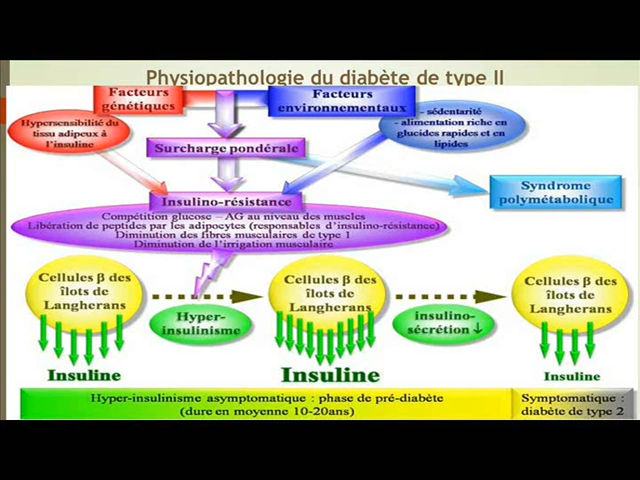 Physiopathologie du diabète de type II
Facteurs
génétiques
Facteurs
environnementaux
Hypersensibilité du
tissu adipeux à
l'insuline
- sédentarité
- alimentation riche en
glucides rapides et en
lipides
Surcharge pondérale
Syndrome
polymétabolique
Insulino-résistance
Compétition glucose – AG au niveau des muscles
Libération de peptides par les adipocytes (responsables d'insulino-résistance)
Diminution des fibres musculaires de type 1
Diminution de l'irrigation musculaire
Cellules β des
îlots de
Langherans
Hyper-
insulinisme
Cellules β des
îlots de
Langherans
insulino-
sécrétion ↓
Cellules β des
îlots de
Langherans
Insuline
Insuline
Insuline
Hyper-insulinisme asymptomatique : phase de pré-diabète
(dure en moyenne 10-20ans)
Symptomatique :
diabète de type 2